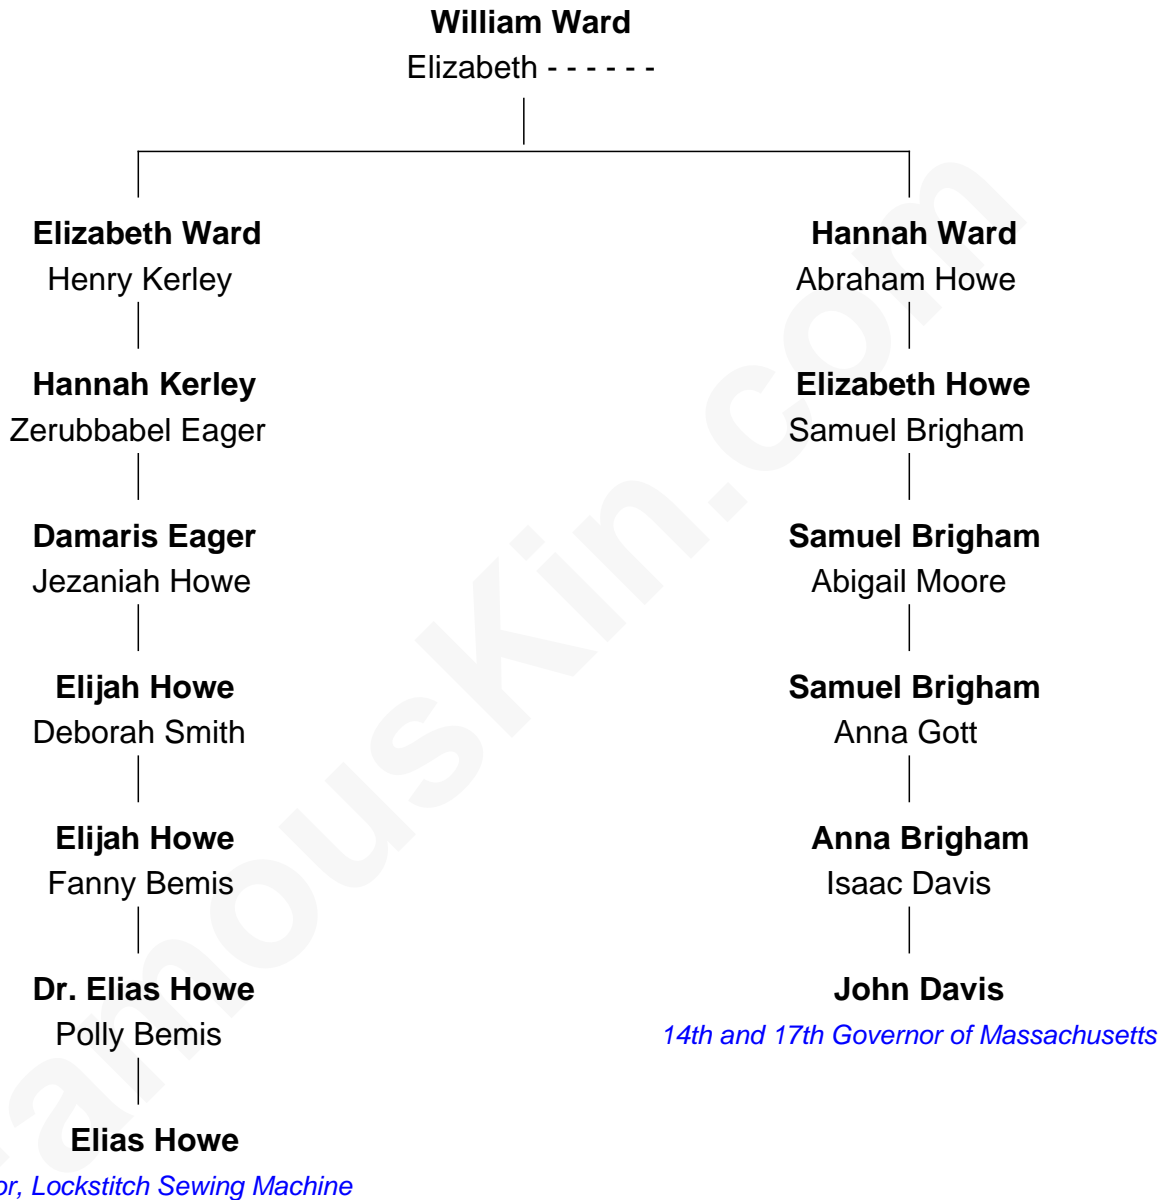 William Ward
Elizabeth - - - - - -
Elizabeth Ward
Henry Kerley
Hannah Ward
Abraham Howe
Hannah Kerley
Zerubbabel Eager
Elizabeth Howe
Samuel Brigham
Damaris Eager
Jezaniah Howe
Samuel Brigham
Abigail Moore
Elijah Howe
Deborah Smith
Samuel Brigham
Anna Gott
Elijah Howe
Fanny Bemis
Anna Brigham
Isaac Davis
Dr. Elias Howe
Polly Bemis
John Davis
14th and 17th Governor of Massachusetts
Elias Howe
or, Lockstitch Sewing Machine
amousKin.com